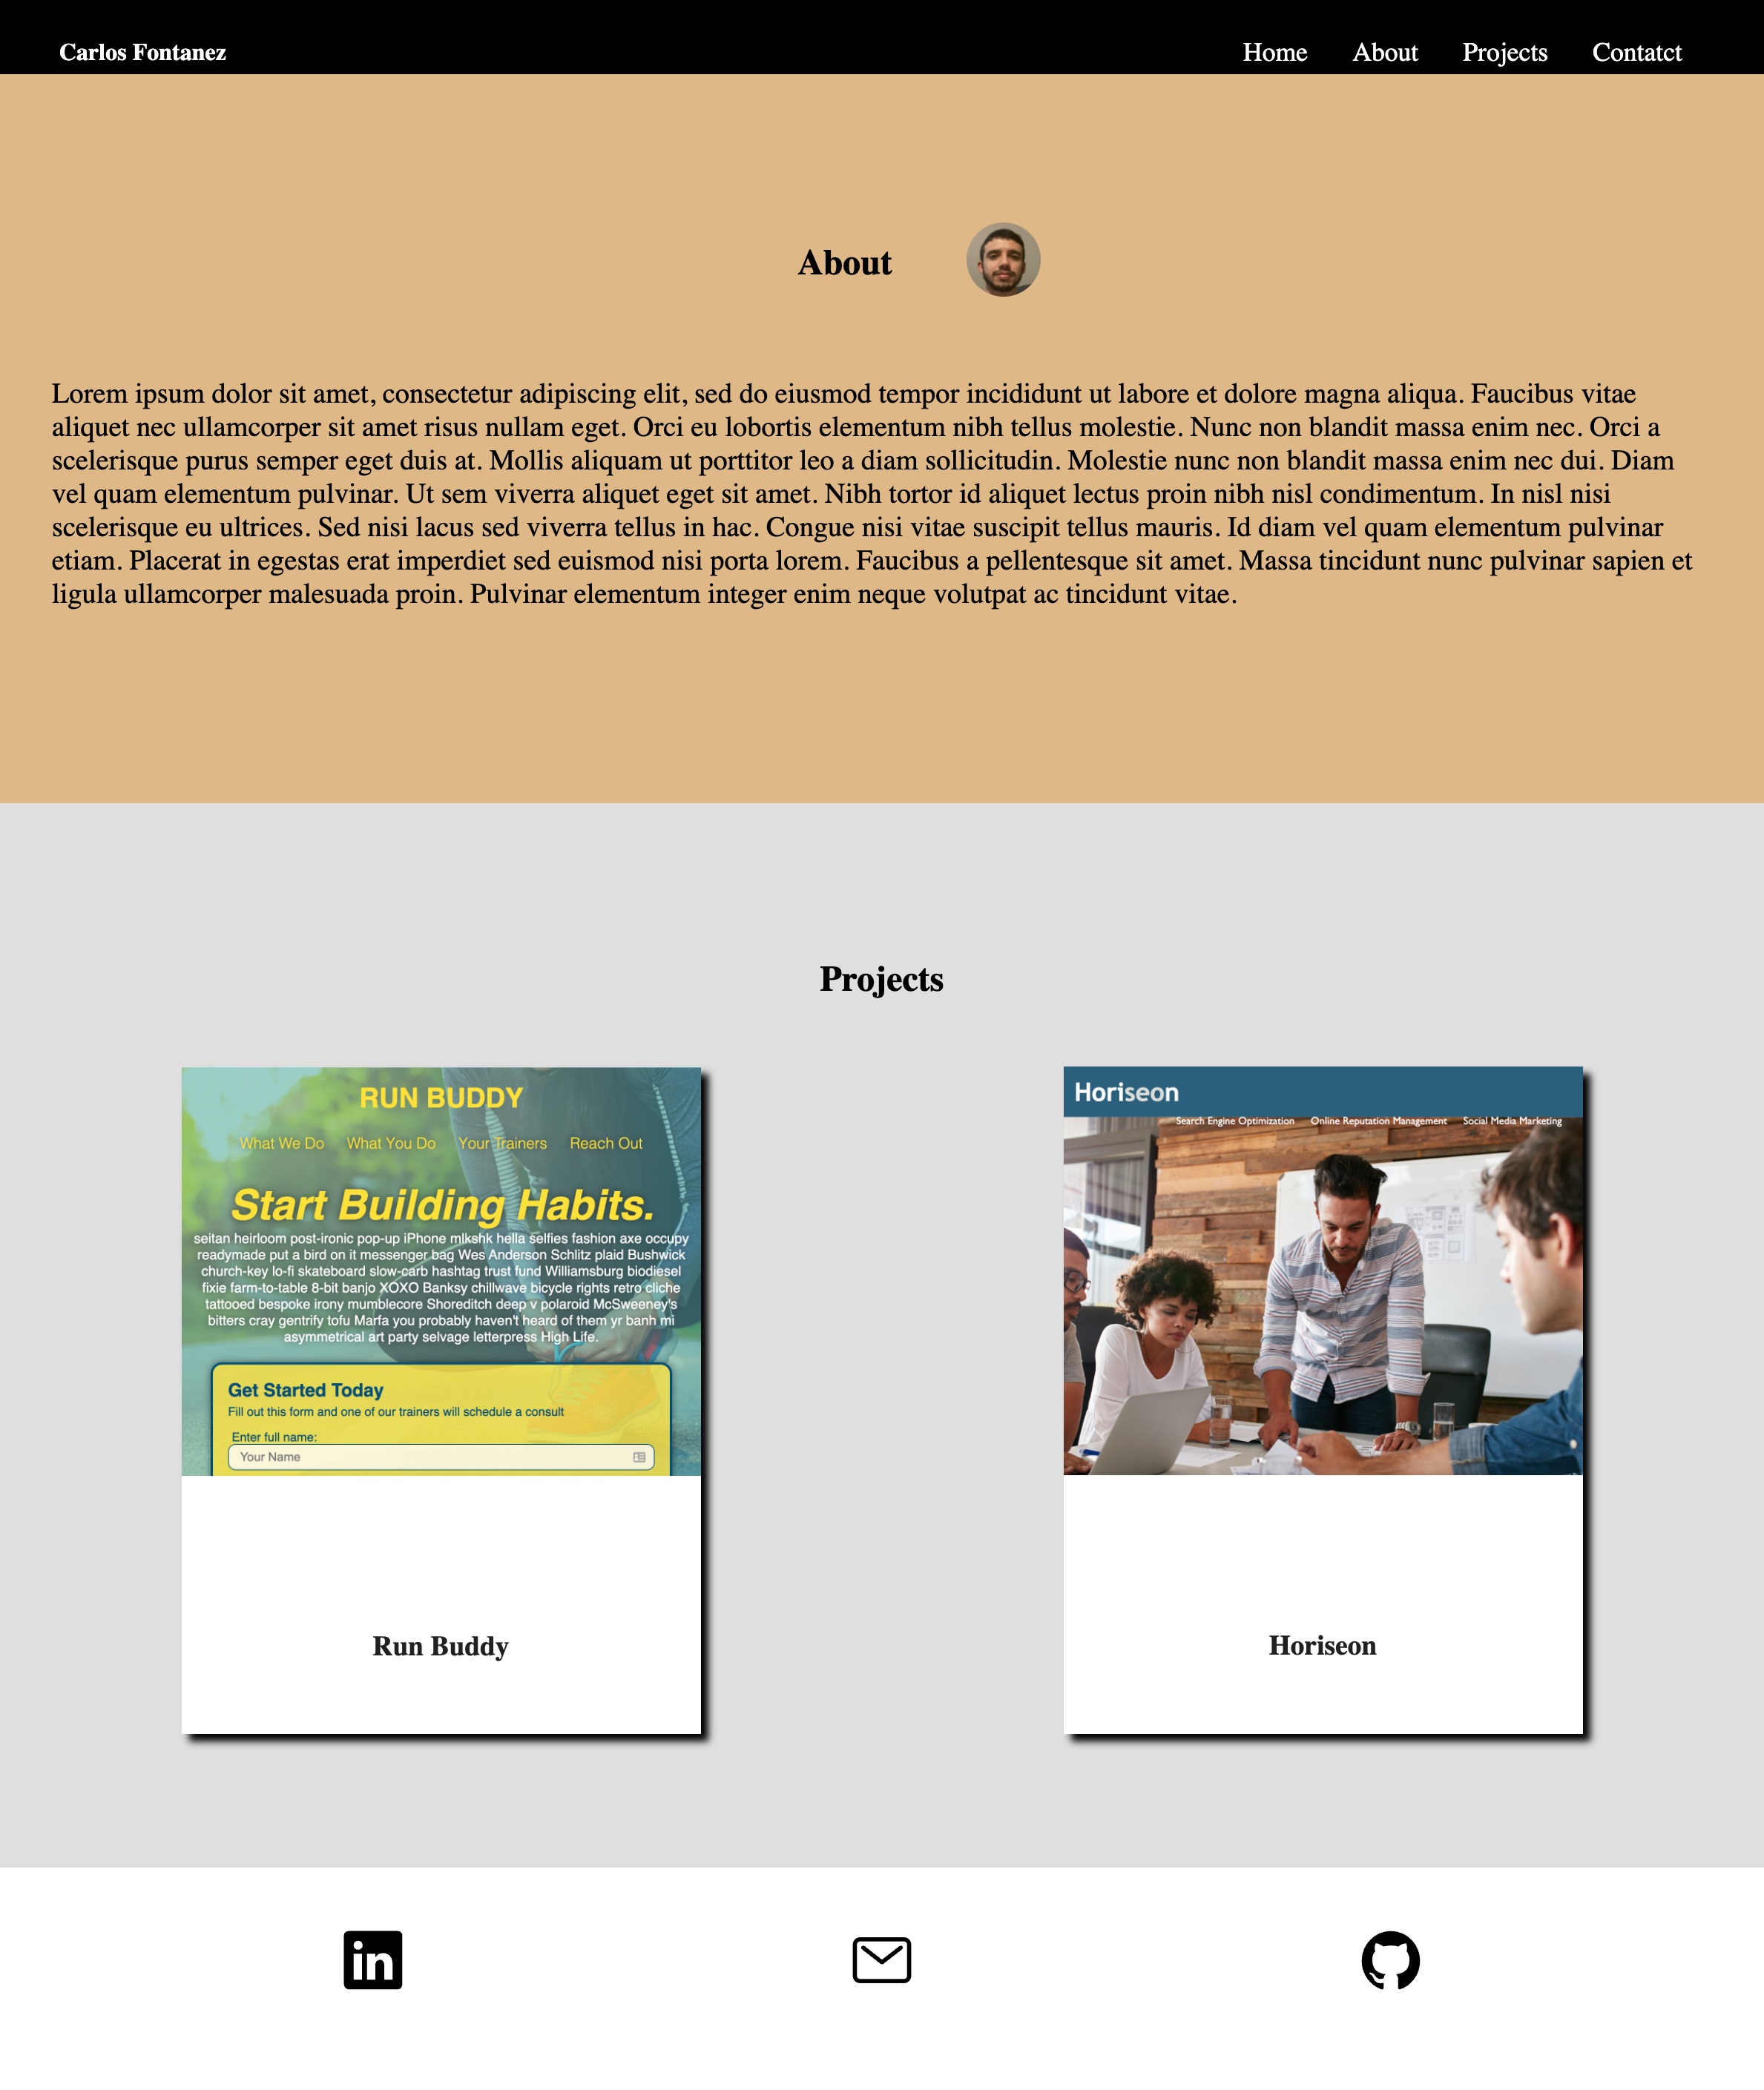 Carlos Fontanez
Home About Projects Contatct
About
Lorem ipsum dolor sit amet, consectetur adipiscing elit, sed do eiusmod tempor incididunt ut labore et dolore magna aliqua. Faucibus vitae
aliquet nec ullamcorper sit amet risus nullam eget. Orci eu lobortis elementum nibh tellus molestie. Nunc non blandit massa enim nec. Orci a
scelerisque purus semper eget duis at. Mollis aliquam ut porttitor leo a diam sollicitudin. Molestie nunc non blandit massa enim nec dui. Diam
vel quam elementum pulvinar. Ut sem viverra aliquet eget sit amet. Nibh tortor id aliquet lectus proin nibh nisl condimentum. In nisl nisi
scelerisque eu ultrices. Sed nisi lacus sed viverra tellus in hac. Congue nisi vitae suscipit tellus mauris. Id diam vel quam elementum pulvinar
etiam. Placerat in egestas erat imperdiet sed euismod nisi porta lorem. Faucibus a pellentesque sit amet. Massa tincidunt nunc pulvinar sapien et
ligula ullamcorper malesuada proin. Pulvinar elementum integer enim neque volutpat ac tincidunt vitae.
Projects
RUN BUDDY
What We Do What You Do Your Trainers Reach Out
Start Building Habits.
seitan heirloom post-ironic pop-up iPhone mlkshk hella selfies fashion axe occupy
readymade put a bird on it messenger bag Wes Anderson Schlitz plaid Bushwick
church-key lo-fi skateboard slow-carb hashtag trust fund Williamsburg biodiesel
fixie farm-to-table 8-bit banjo XOXO Banksy chillwave bicycle rights retro cliche
tattooed bespoke irony mumblecore Shoreditch deep v polaroid McSweeney's
bitters cray gentrify tofu Marfa you probably haven't heard of them yr banh mi
asymmetrical art party selvage letterpress High Life.
Get Started Today
Fill out this form and one of our trainers will schedule a consult
Enter full name:
Your Name
Run Buddy
Horiseon
Search Engine Optimization Online Reputation Management Social Media Marketing
Horiseon
in